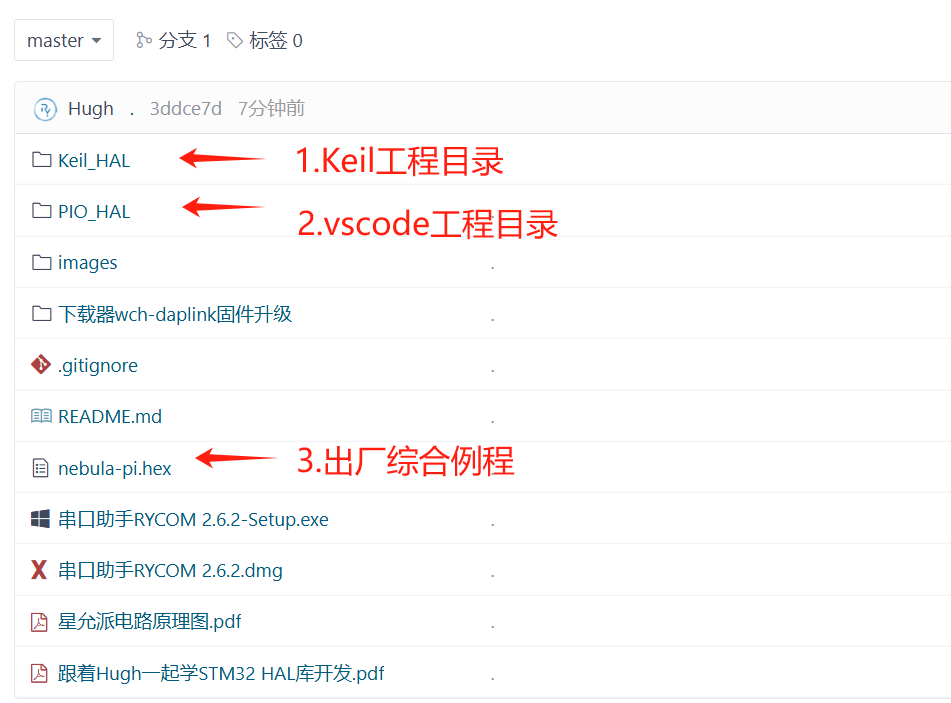 master 分支 1 标签 0
Hugh . 3ddce7d 7分钟前
Keil_HAL 1.Keil工程目录
PIO_HAL 2.vscode工程目录
images .
下载器wch-daplink固件升级 .
.gitignore .
README.md .
nebula-pi.hex 3.出厂综合例程
串口助手RYCOM 2.6.2-Setup.exe .
串口助手RYCOM 2.6.2.dmg .
星允派电路原理图.pdf .
跟着Hugh一起学STM32 HAL库开发.pdf .